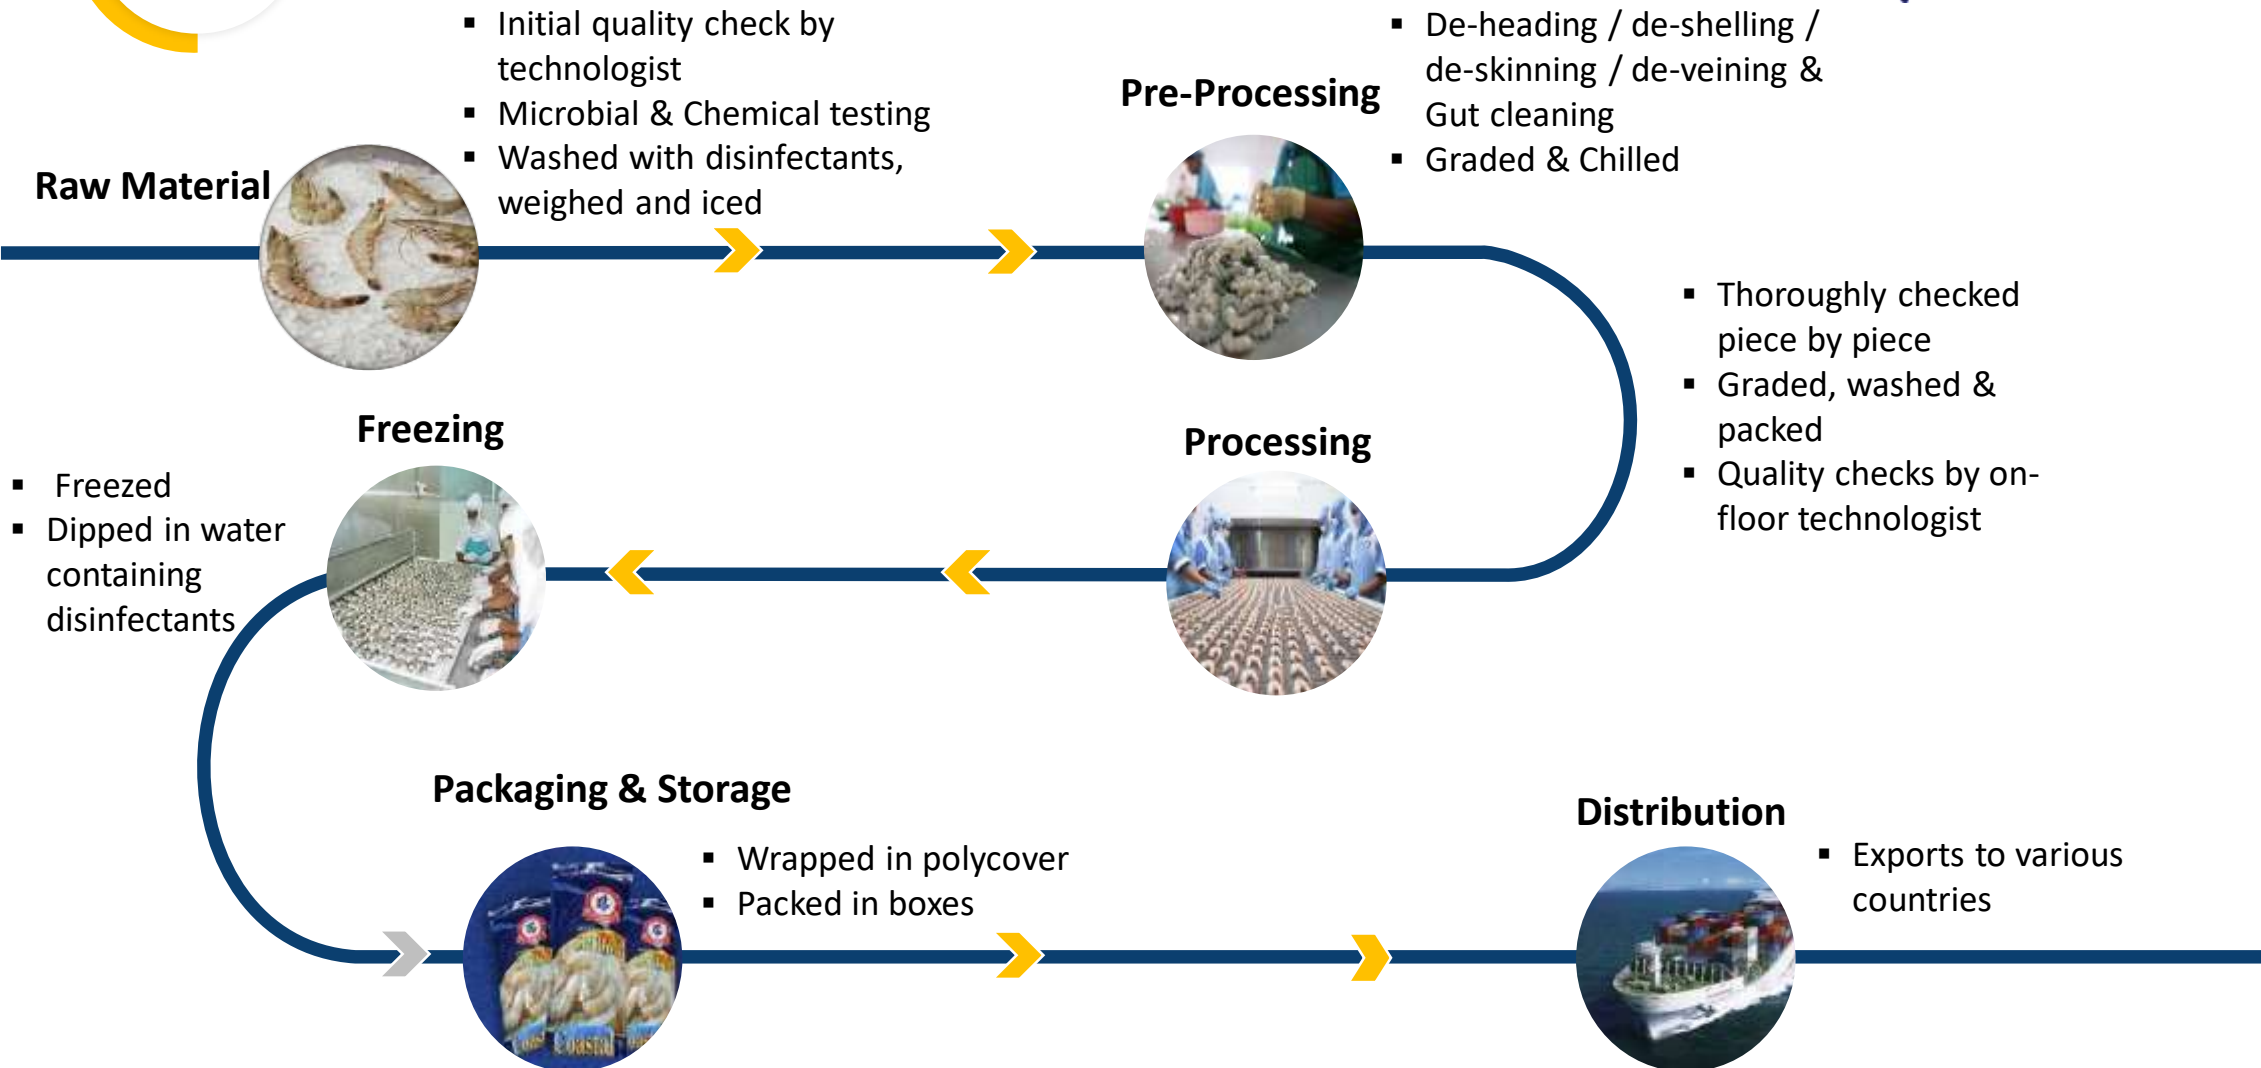 ▪ Initial quality check by
technologist
▪ Microbial & Chemical testing
▪ Washed with disinfectants,
weighed and iced
Raw Material
Pre-Processing
▪ De-heading / de-shelling /
de-skinning / de-veining &
Gut cleaning
▪ Graded & Chilled
▪ Thoroughly checked
piece by piece
▪ Graded, washed &
packed
▪ Quality checks by on-
floor technologist
Processing
Freezing
▪ Freezed
▪ Dipped in water
containing
disinfectants
Packaging & Storage
▪ Wrapped in polycover
▪ Packed in boxes
Coastal
Distribution
▪ Exports to various
countries